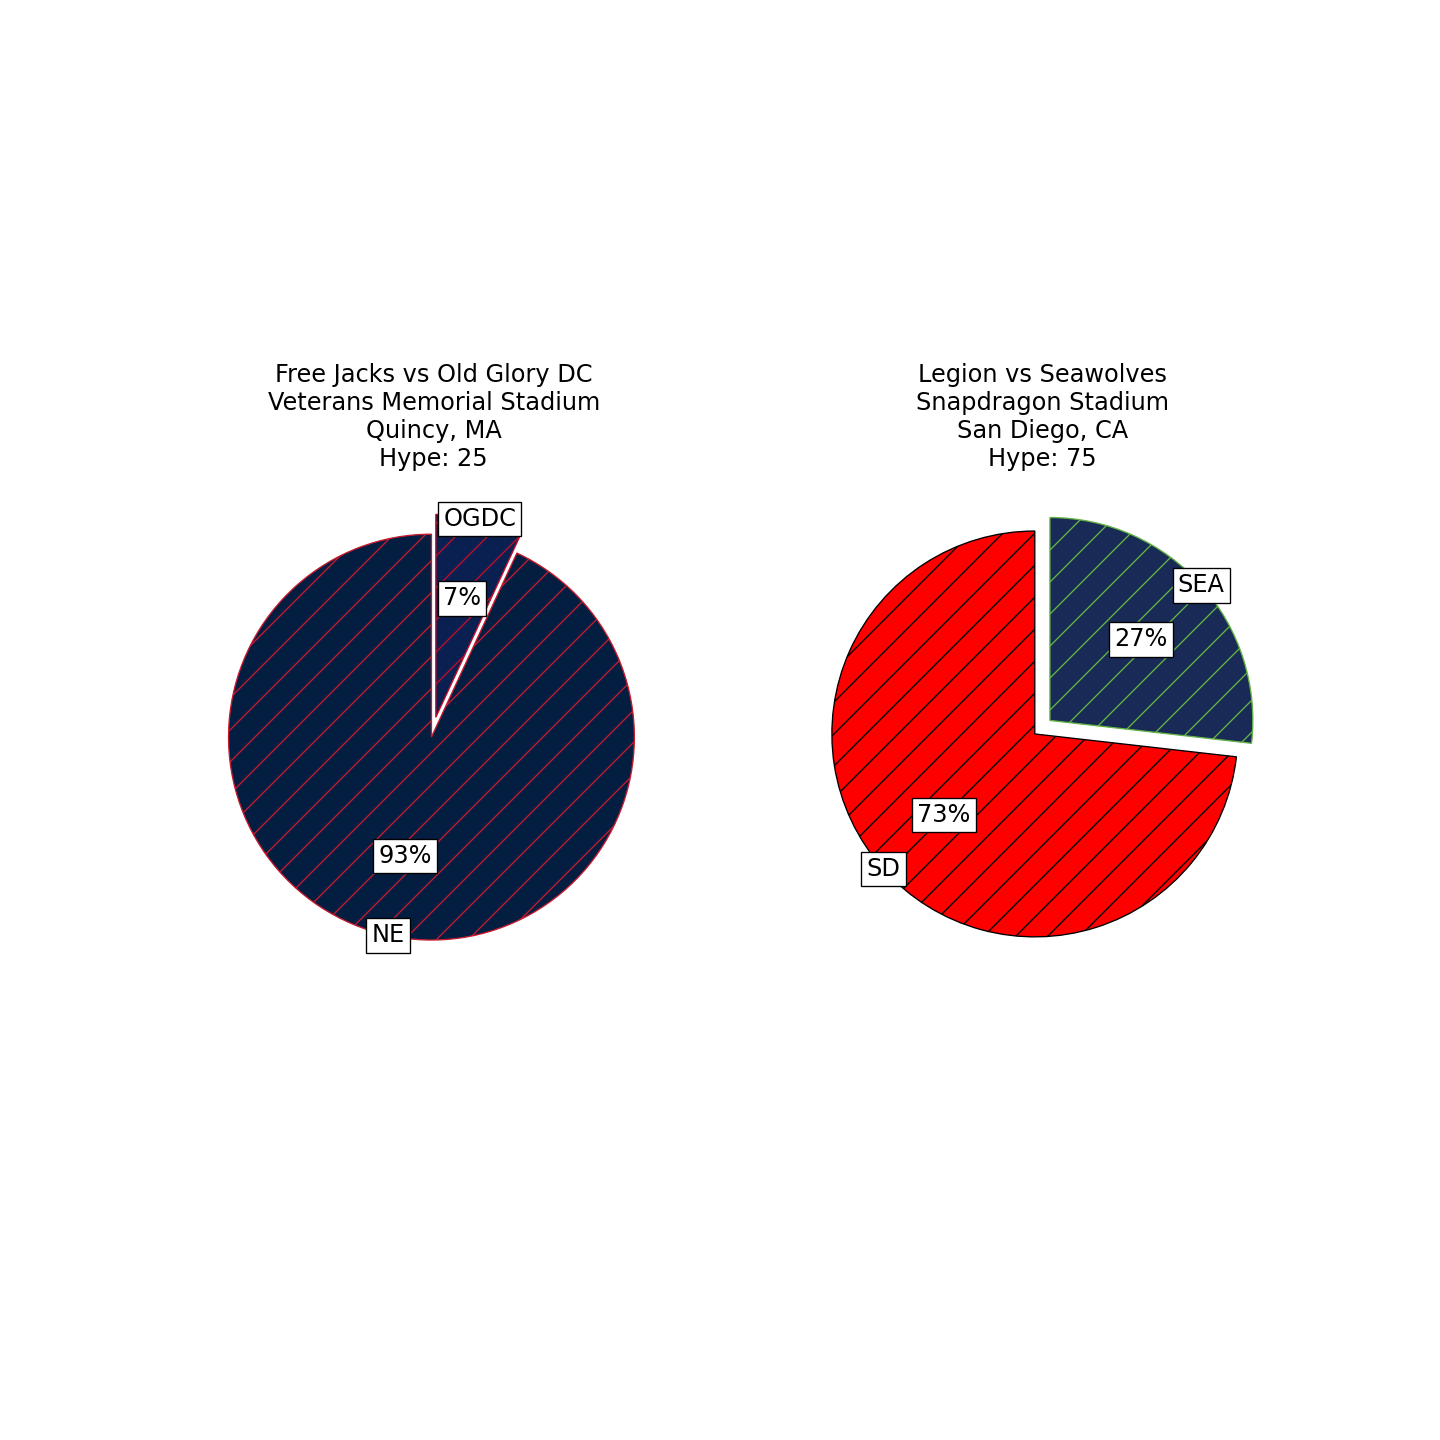 Free Jacks vs Old Glory DC
Veterans Memorial Stadium
Quincy, MA
Hype: 25
OGDC
7%
93%
NE
Legion vs Seawolves
Snapdragon Stadium
San Diego, CA
Hype: 75
SEA
27%
73%
SD